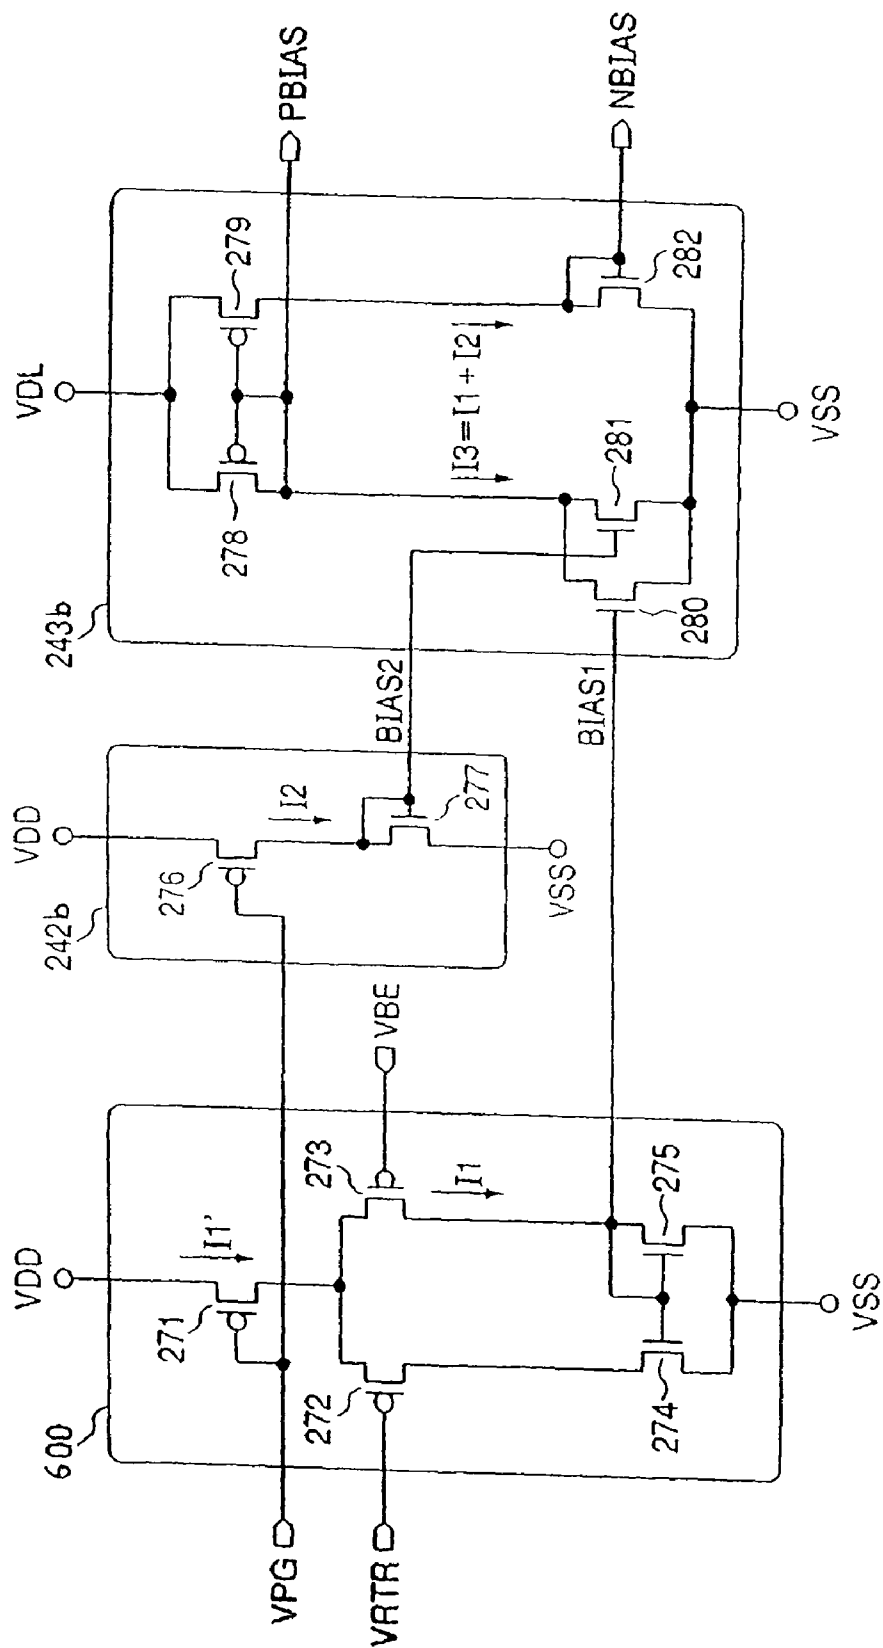 600
VDD
I1'
271
VPG
VRTR
272
273
VBE
I1
274
275
VSS
242b
VDD
276
I2
277
VSS
BIAS2
BIAS1
243b
VDL
278
279
PBIAS
I3=I1+I2
280
281
282
NBIAS
VSS